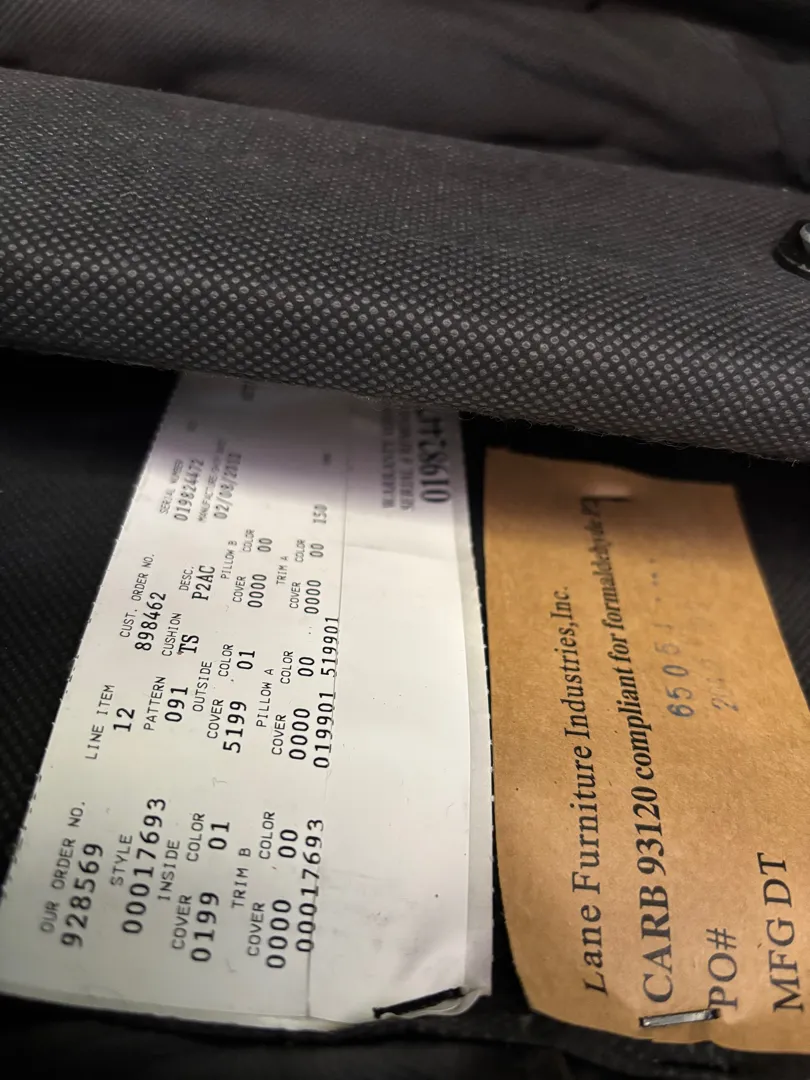 OUR ORDER NO. LINE ITEM CUST. ORDER NO. SERIAL NUMBER
928569 12 898462 019824472
STYLE PATTERN CUSHION DESC.
00017693 091 TS P2AC 02/08/2012
INSIDE OUTSIDE PILLOW B
COVER COLOR COVER COLOR COVER COLOR
0199 01 5199 01 0000 00
TRIM B PILLOW A TRIM A
COVER COLOR COVER COLOR COVER COLOR
0000 00 0000 00 0000 00 150
00017693 019901 519901
Lane Furniture Industries,Inc.
CARB 93120 compliant for formaldehyde
PO# 6505
MFG DT